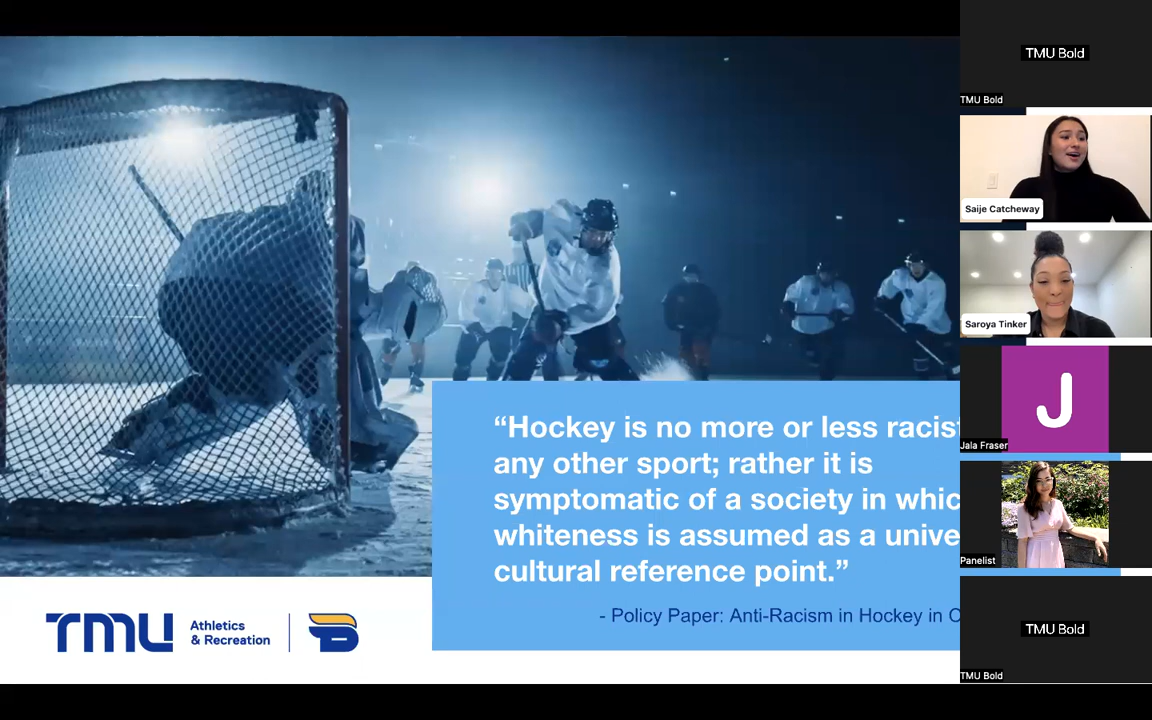 “Hockey is no more or less racist
any other sport; rather it is
symptomatic of a society in which
whiteness is assumed as a unive
cultural reference point.”
- Policy Paper: Anti-Racism in Hockey in C
TMU Athletics
& Recreation
TMU Bold
TMU Bold
Saije Catcheway
Saroya Tinker
J
Jala Fraser
Panelist
TMU Bold
TMU Bold